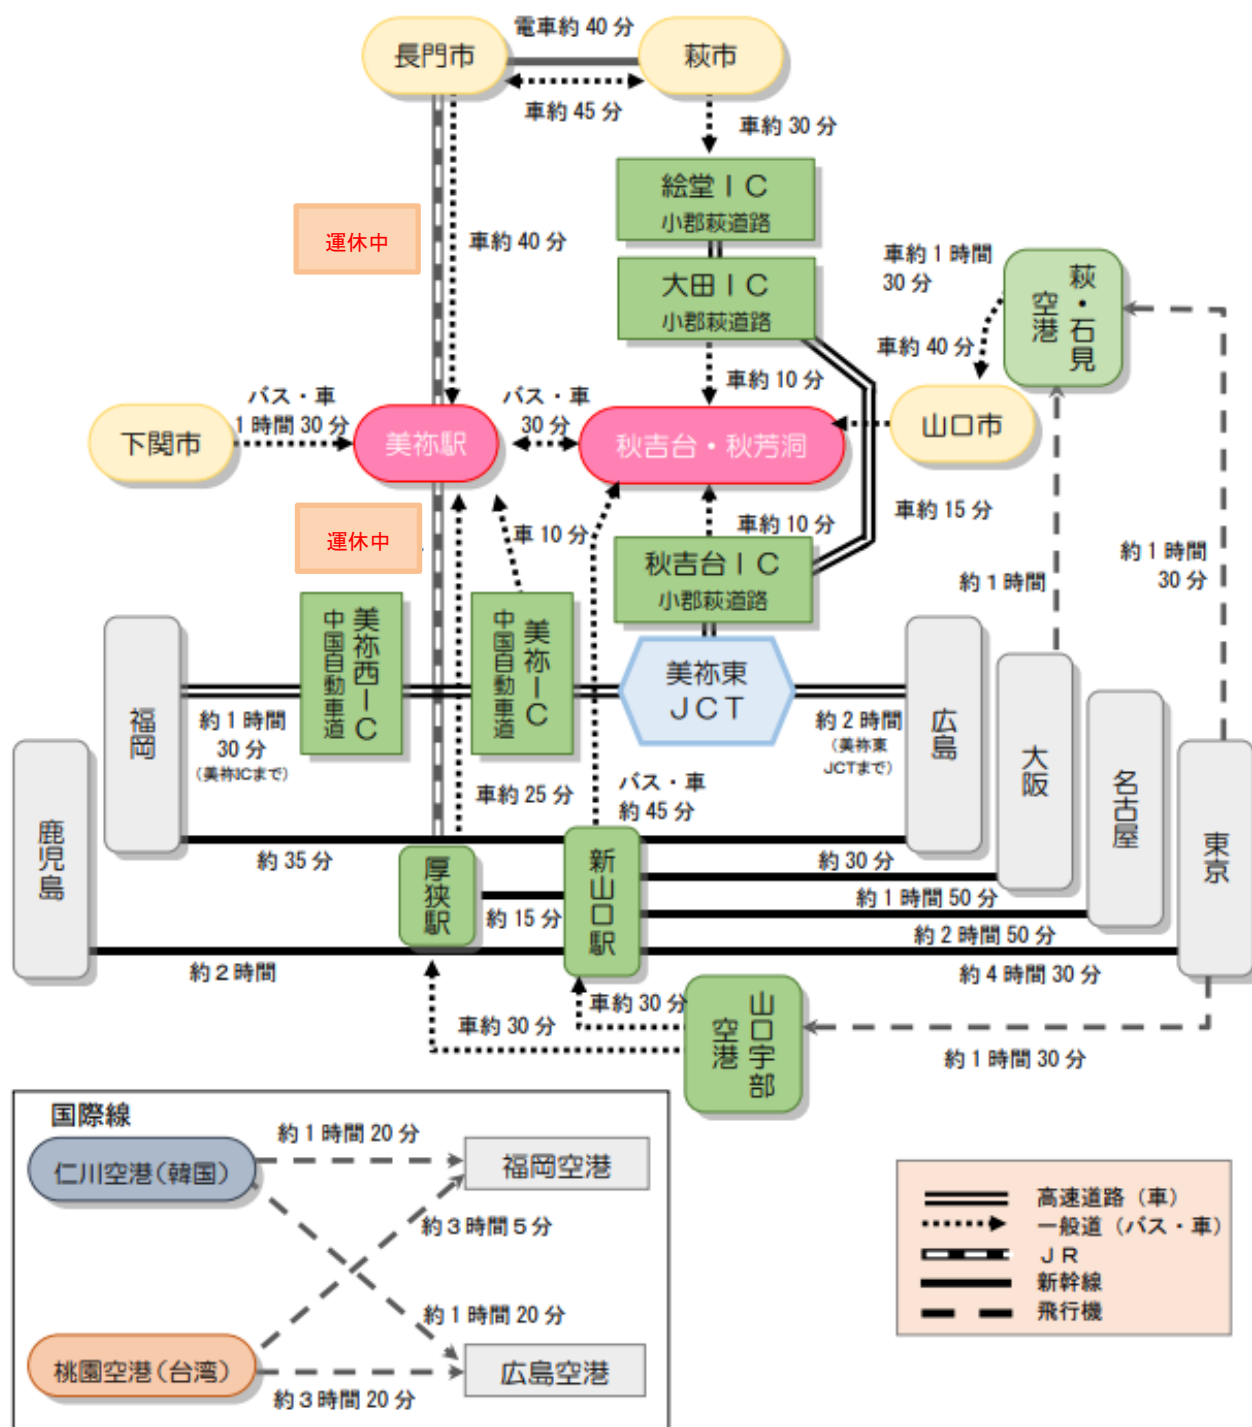 電車約 40 分
長門市
萩市
車約 45 分
車約 30 分
絵堂ＩＣ
小郡萩道路
運休中
車約 40 分
大田ＩＣ
小郡萩道路
車約 1 時間
30 分
萩・石見
空港
車約 40 分
車約 10 分
バス・車
1 時間 30 分
バス・車
30 分
下関市
美祢駅
秋吉台・秋芳洞
山口市
運休中
車 10 分
車約 10 分
車約 15 分
秋吉台ＩＣ
小郡萩道路
約 1 時間
約 1 時間
30 分
福岡
美祢西ＩＣ
中国自動車道
美祢ＩＣ
中国自動車道
美祢東
ＪＣＴ
広島
大阪
名古屋
東京
鹿児島
約 1 時間
30 分
（美祢ICまで）
約 2 時間
（美祢東
JCTまで）
車約 25 分
バス・車
約 45 分
約 35 分
約 30 分
厚狭駅
新山口駅
約 15 分
約 1 時間 50 分
約 2 時間 50 分
約 2 時間
約 4 時間 30 分
車約 30 分
車約 30 分
山口宇部
空港
約 1 時間 30 分
国際線
約 1 時間 20 分
仁川空港（韓国）
福岡空港
約 3 時間 5 分
約 1 時間 20 分
桃園空港（台湾）
広島空港
約 3 時間 20 分
高速道路（車）
一般道（バス・車）
ＪＲ
新幹線
飛行機